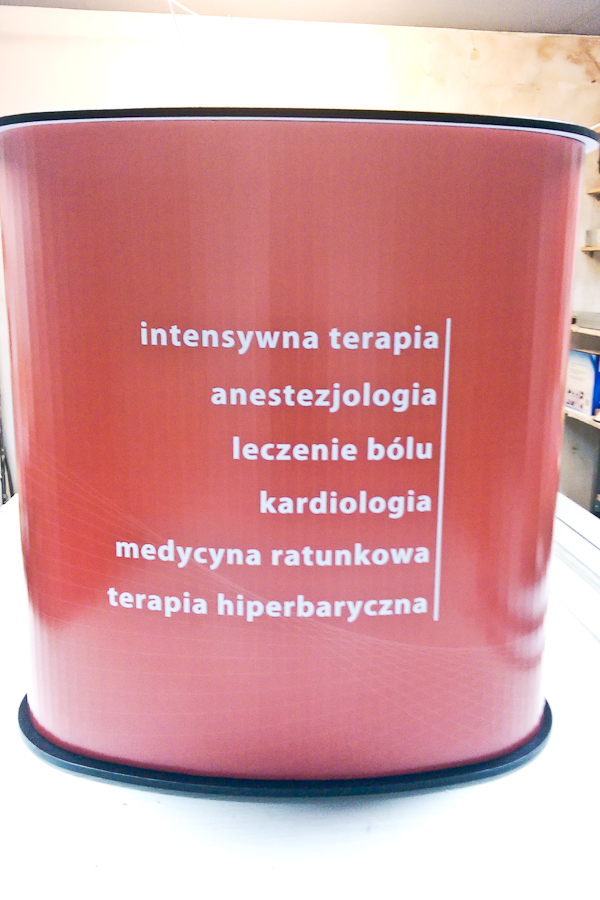 intensywna terapia
anestezjologia
leczenie bólu
kardiologia
medycyna ratunkowa
terapia hiperbaryczna